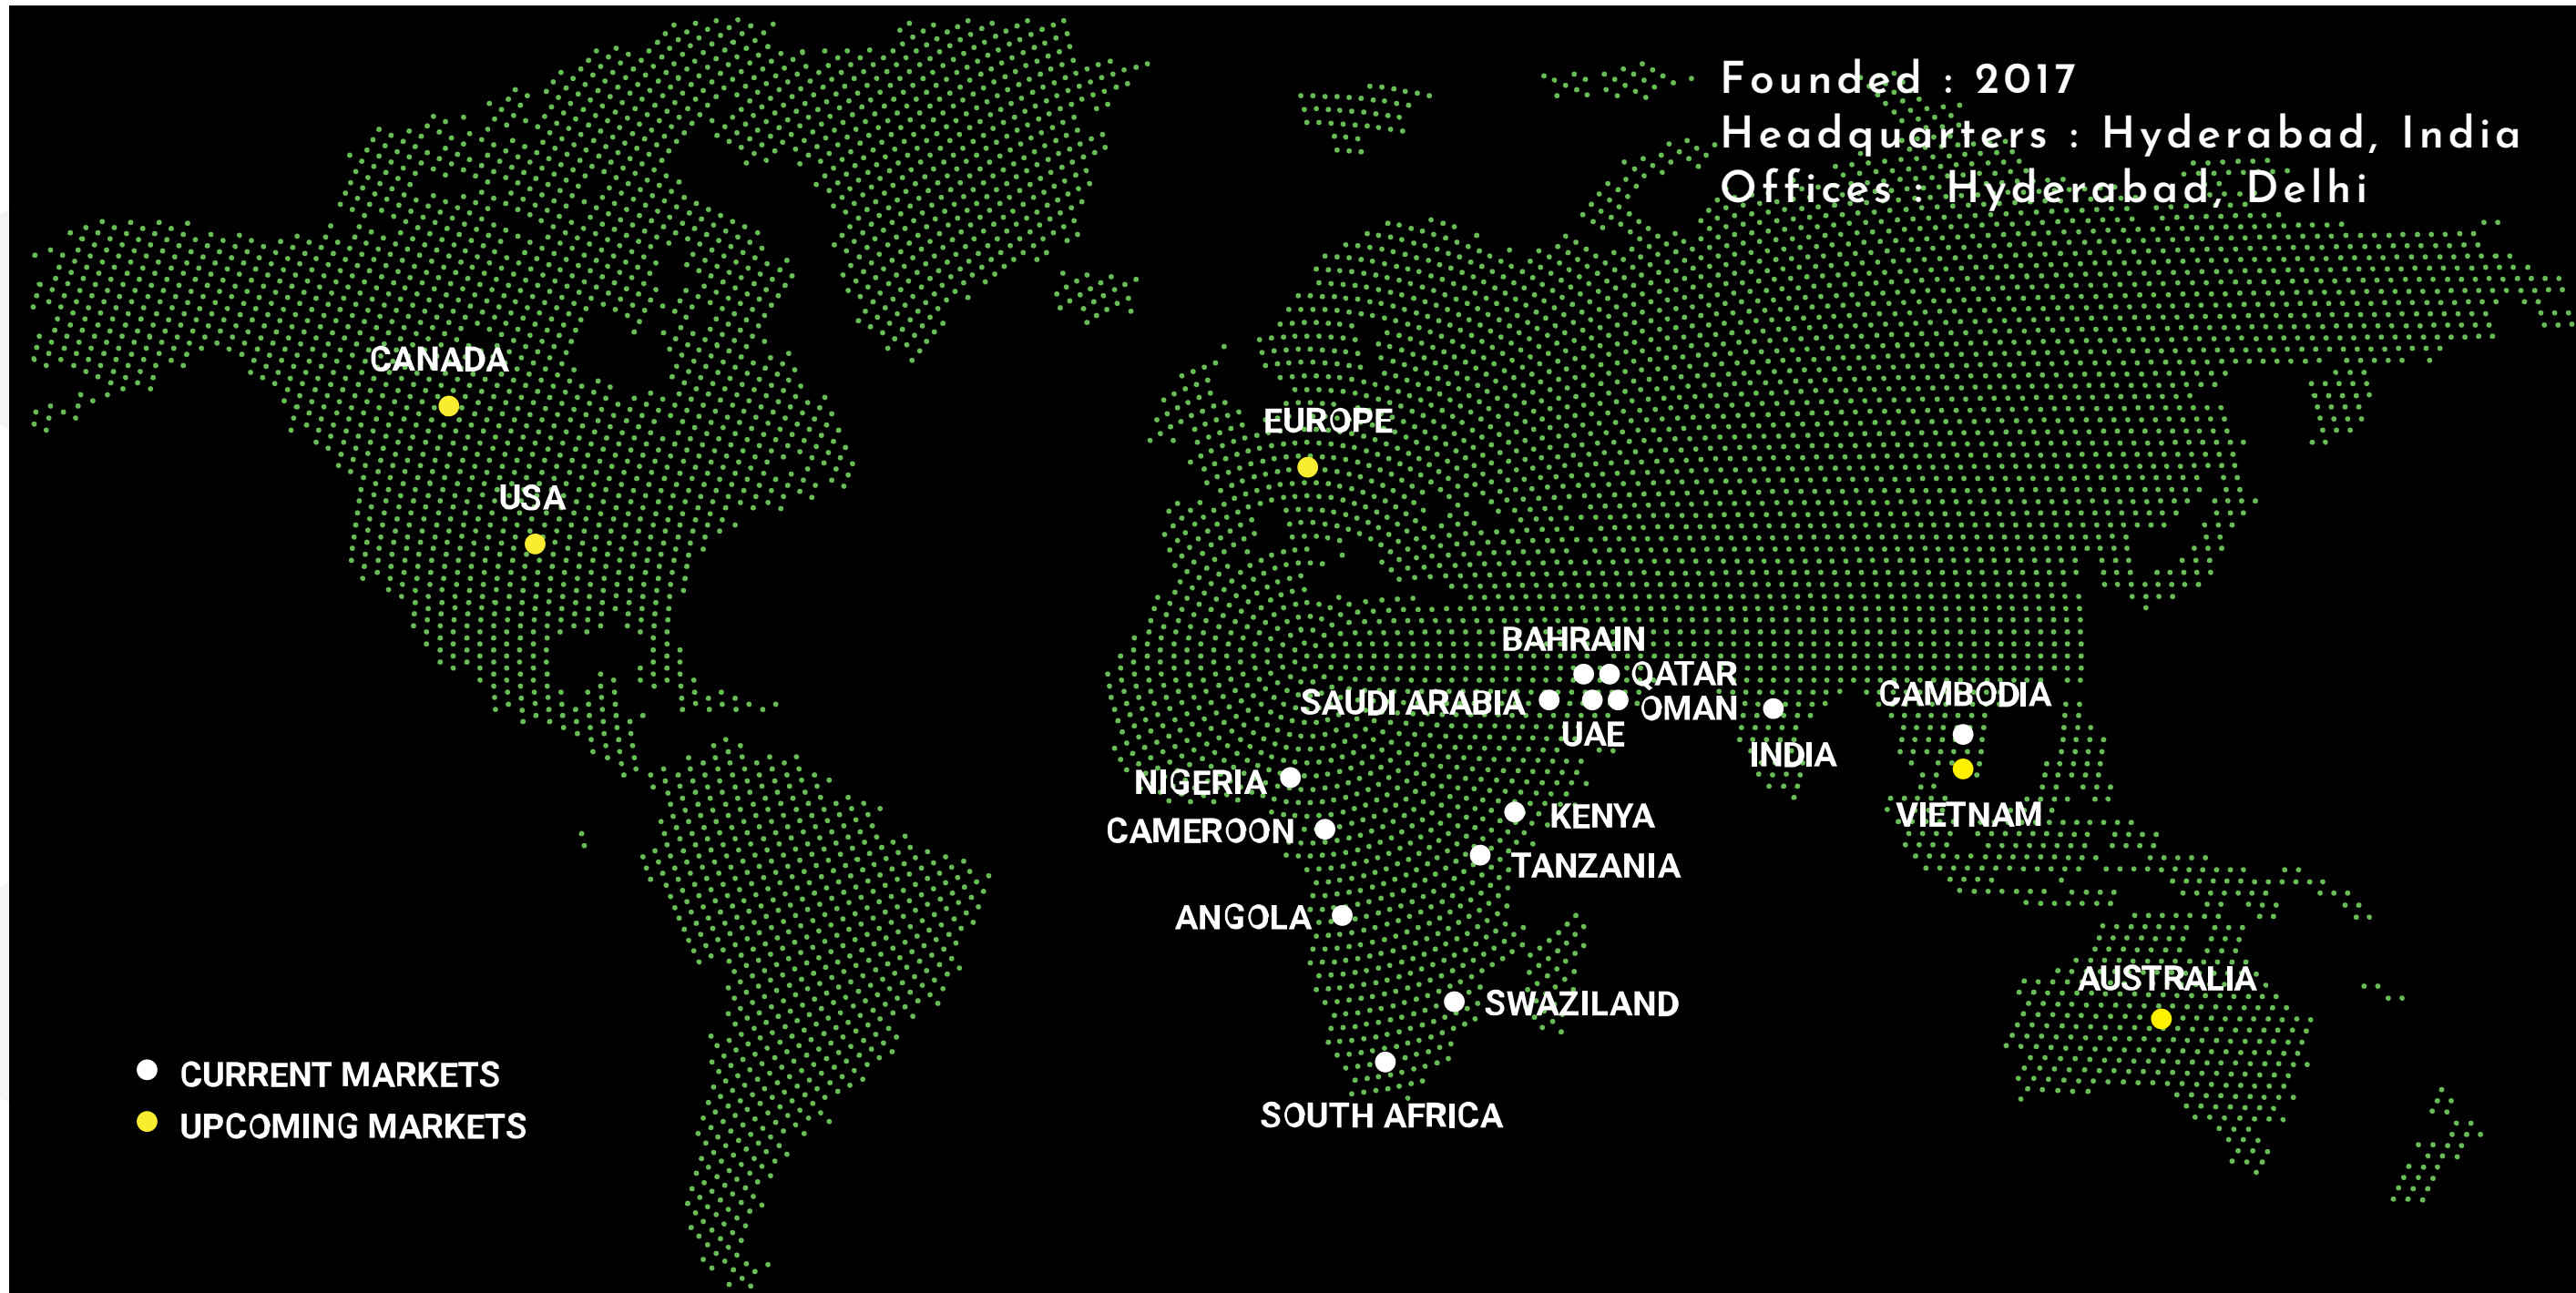 Founded : 2017
Headquarters : Hyderabad, India
Offices : Hyderabad, Delhi
CANADA
EUROPE
USA
BAHRAIN
QATAR
SAUDI ARABIA
OMAN
CAMBODIA
UAE
INDIA
NIGERIA
VIETNAM
KENYA
CAMEROON
TANZANIA
ANGOLA
AUSTRALIA
SWAZILAND
CURRENT MARKETS
SOUTH AFRICA
UPCOMING MARKETS